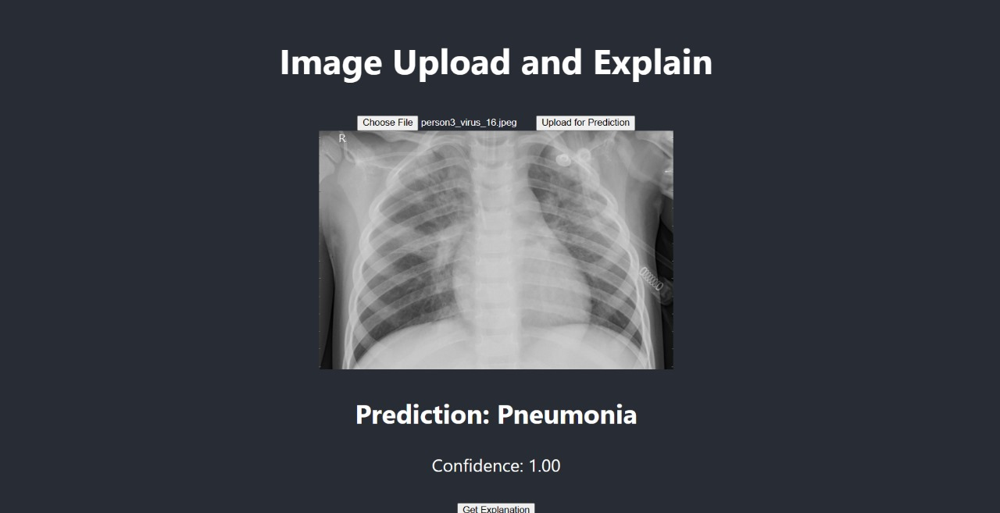 Image Upload and Explain
Choose File person3_virus_16.jpeg Upload for Prediction
R
Prediction: Pneumonia
Confidence: 1.00
Get Explanation